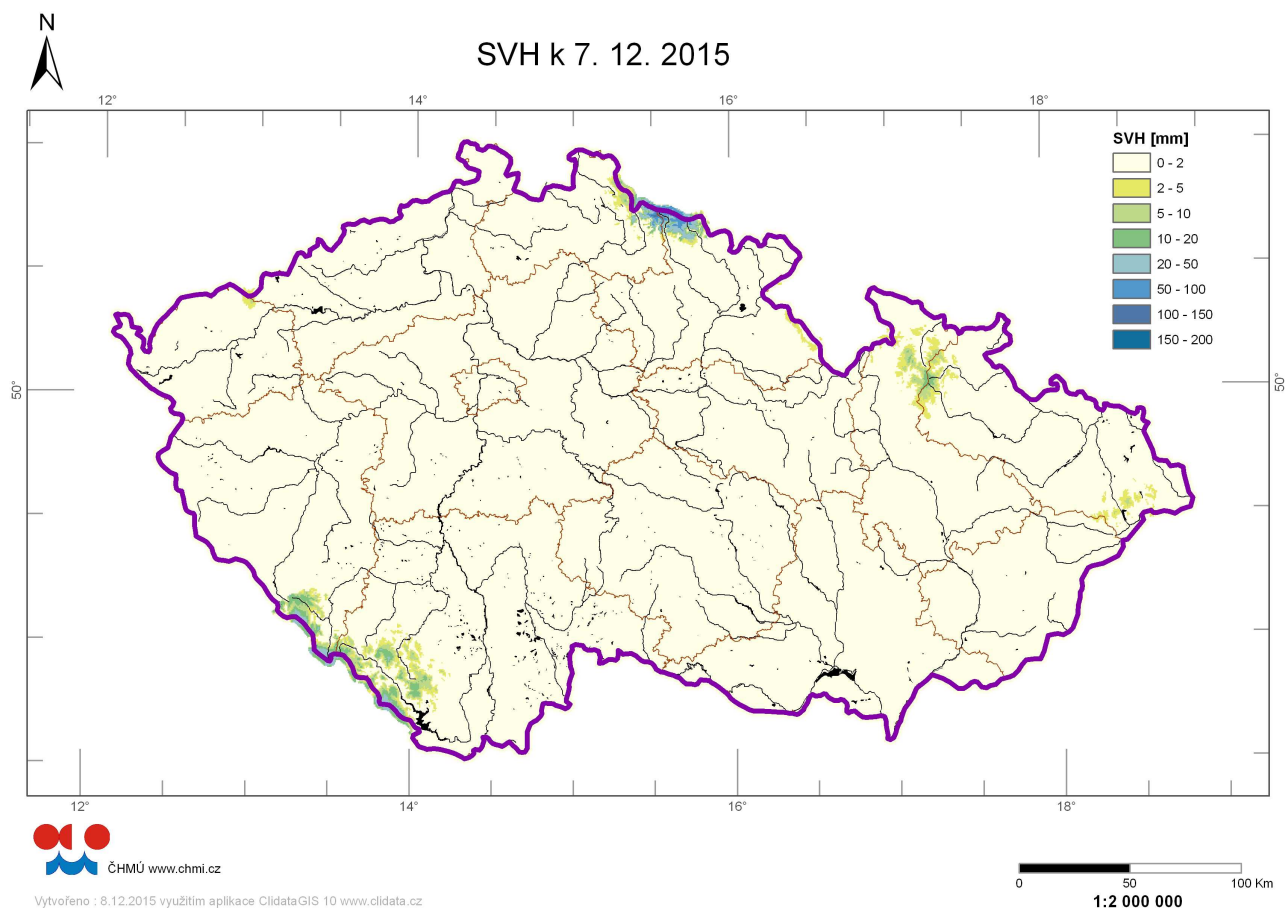 N
SVH k 7. 12. 2015
12° 14° 16° 18°
SVH [mm]
0 - 2
2 - 5
5 - 10
10 - 20
20 - 50
50 - 100
100 - 150
150 - 200
50° 50°
12° 14° 16° 18°
ČHMÚ www.chmi.cz
0 50 100 Km
1:2 000 000
Vytvořeno : 8.12.2015 využitím aplikace ClidataGIS 10 www.clidata.cz